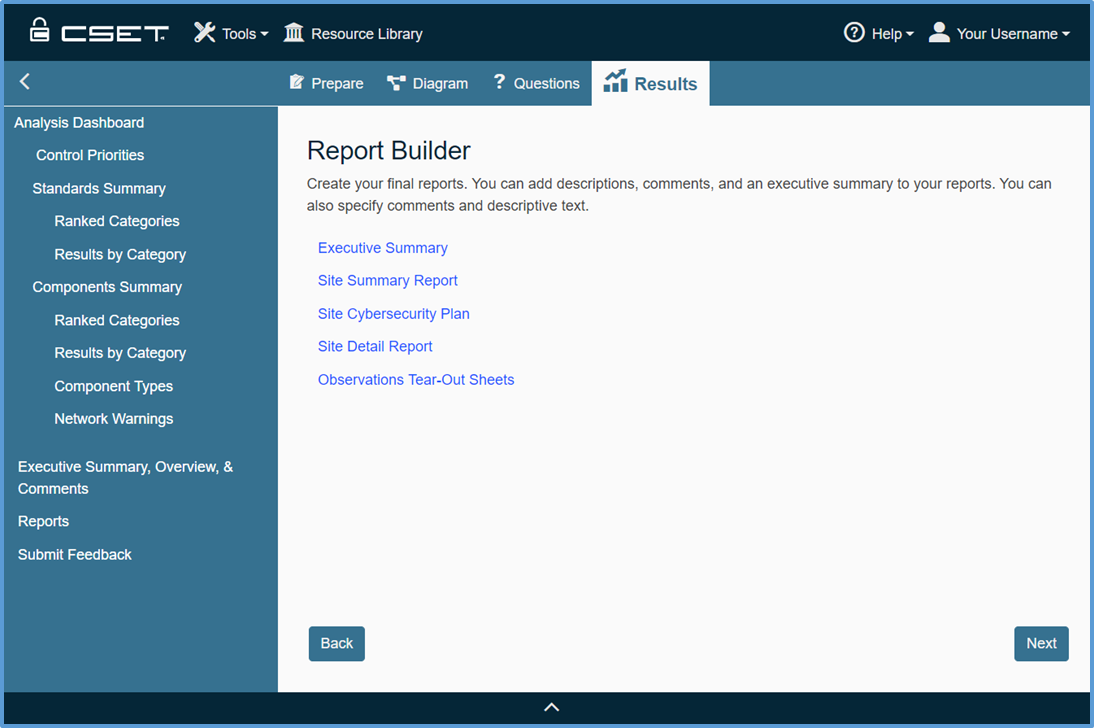 CSET
Tools
Resource Library
Help
Your Username
Prepare
Diagram
? Questions
Results
Analysis Dashboard
Control Priorities
Standards Summary
Ranked Categories
Results by Category
Components Summary
Ranked Categories
Results by Category
Component Types
Network Warnings
Executive Summary, Overview, &
Comments
Reports
Submit Feedback
Report Builder
Create your final reports. You can add descriptions, comments, and an executive summary to your reports. You can
also specify comments and descriptive text.
Executive Summary
Site Summary Report
Site Cybersecurity Plan
Site Detail Report
Observations Tear-Out Sheets
Back
Next